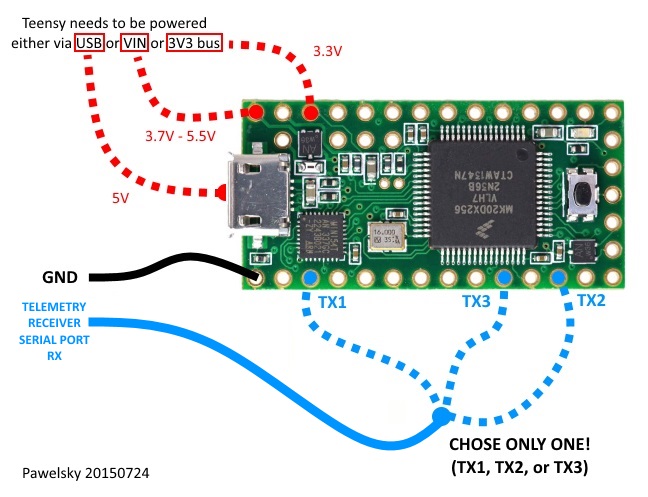 Teensy needs to be powered
either via USB or VIN or 3V3 bus
3.3V
3.7V - 5.5V
5V
16.000
MK20DX256
VLH7
2N56B
CTAW1547N
GND
TX1
TX3
TX2
TELEMETRY
RECEIVER
SERIAL PORT
RX
CHOSE ONLY ONE!
(TX1, TX2, or TX3)
Pawelsky 20150724